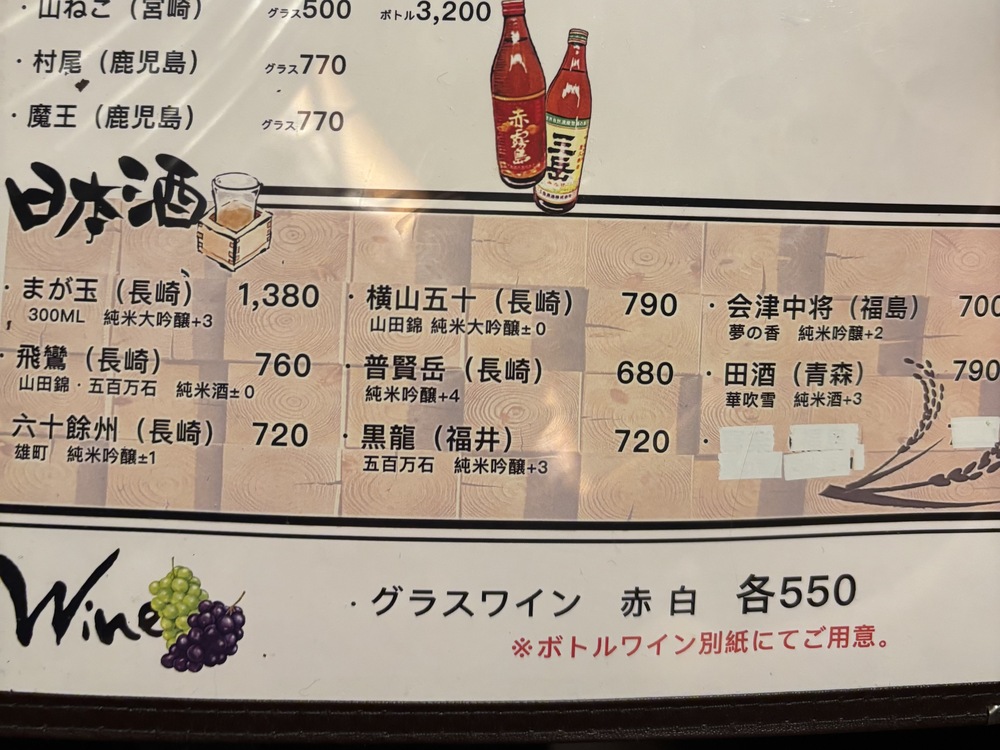 ・山ねこ（宮崎） グラス500 ボトル3,200
・村尾（鹿児島） グラス770
・魔王（鹿児島） グラス770
赤霧島
三岳
日本酒
・まが玉（長崎） 1,380
300ML 純米大吟醸+3
・飛鸞（長崎） 760
山田錦・五百万石 純米酒±0
六十餘州（長崎） 720
雄町 純米吟醸±1
・横山五十（長崎） 790
山田錦 純米大吟醸±0
・普賢岳（長崎） 680
純米吟醸+4
・黒龍（福井） 720
五百万石 純米吟醸+3
・会津中将（福島） 700
夢の香 純米吟醸+2
・田酒（青森） 790
華吹雪 純米酒+3
Wine
・グラスワイン 赤 白 各550
※ボトルワイン別紙にてご用意。